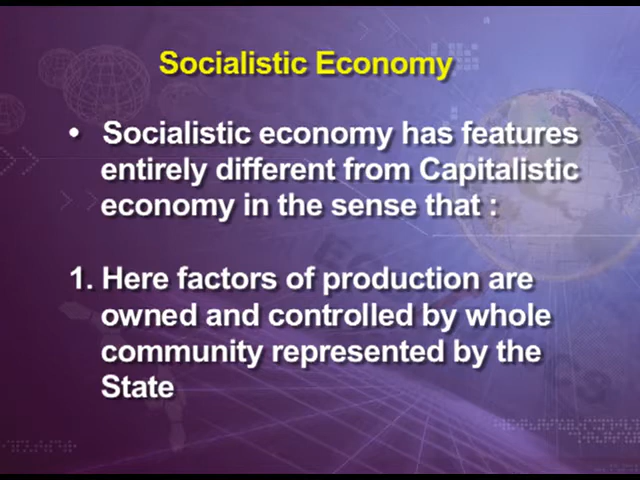 Socialistic Economy
• Socialistic economy has features
entirely different from Capitalistic
economy in the sense that :
1. Here factors of production are
owned and controlled by whole
community represented by the
State